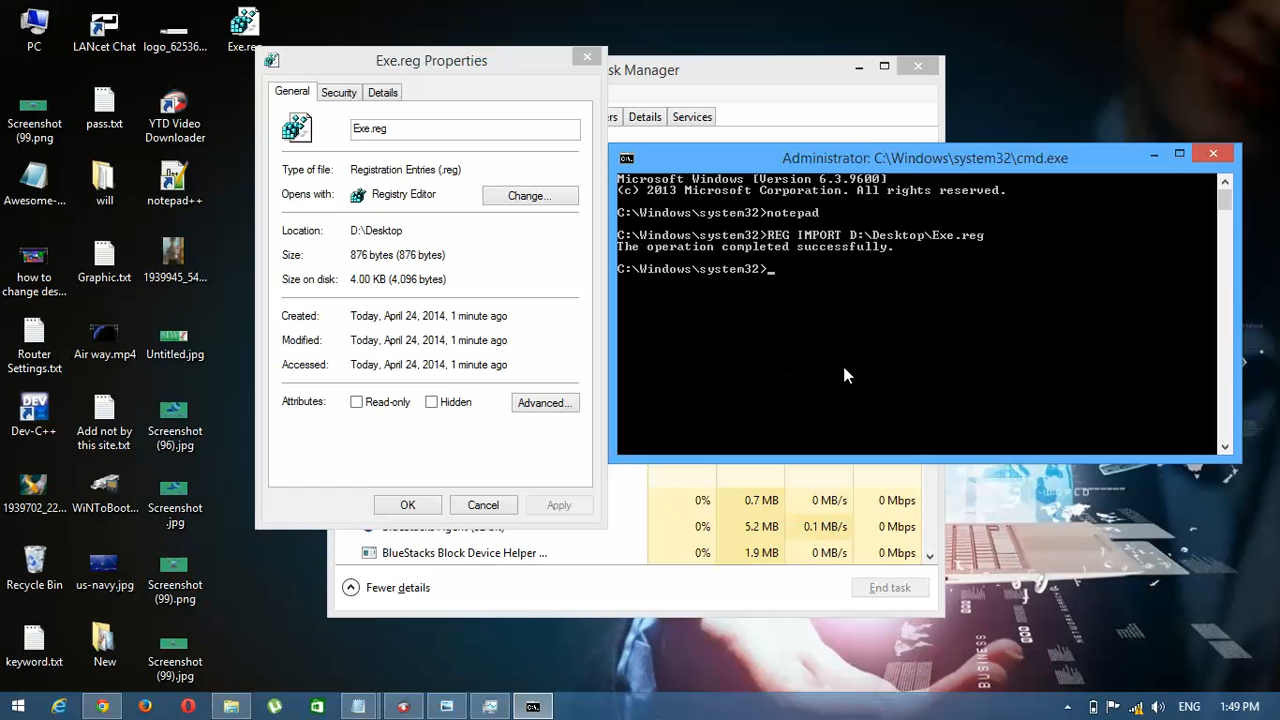 PC
LANcet Chat
logo_62536...
Exe.reg
Screenshot
(99.png
pass.txt
YTD Video
Downloader
Awesome-...
will
notepad++
how to
change des...
Graphic.txt
1939945_54...
Router
Settings.txt
Air way.mp4
Untitled.jpg
DEV
Dev-C++
Add not by
this site.txt
Screenshot
(96).jpg
1939702_22...
WiNToBoot...
Screenshot
.jpg
Recycle Bin
us-navy.jpg
Screenshot
(99).png
keyword.txt
New
Screenshot
(99).jpg
Exe.reg Properties
General
Security
Details
Exe.reg
Type of file:
Registration Entries (.reg)
Opens with:
Registry Editor
Change...
Location:
D:\Desktop
Size:
876 bytes (876 bytes)
Size on disk:
4.00 KB (4,096 bytes)
Created:
Today, April 24, 2014, 1 minute ago
Modified:
Today, April 24, 2014, 1 minute ago
Accessed:
Today, April 24, 2014, 1 minute ago
Attributes:
Read-only
Hidden
Advanced...
OK
Cancel
Apply
sk Manager
rs
Details
Services
Administrator: C:\Windows\system32\cmd.exe
C:\
Microsoft Windows [Version 6.3.9600]
(c) 2013 Microsoft Corporation. All rights reserved.
C:\Windows\system32>notepad
C:\Windows\system32>REG IMPORT D:\Desktop\Exe.reg
The operation completed successfully.
C:\Windows\system32>_
0% 0.7 MB 0 MB/s 0 Mbps
0% 5.2 MB 0.1 MB/s 0 Mbps
BlueStacks Block Device Helper ...
0% 1.9 MB 0 MB/s 0 Mbps
Fewer details
End task
WORLD
BUSINESS
ENG
1:49 PM